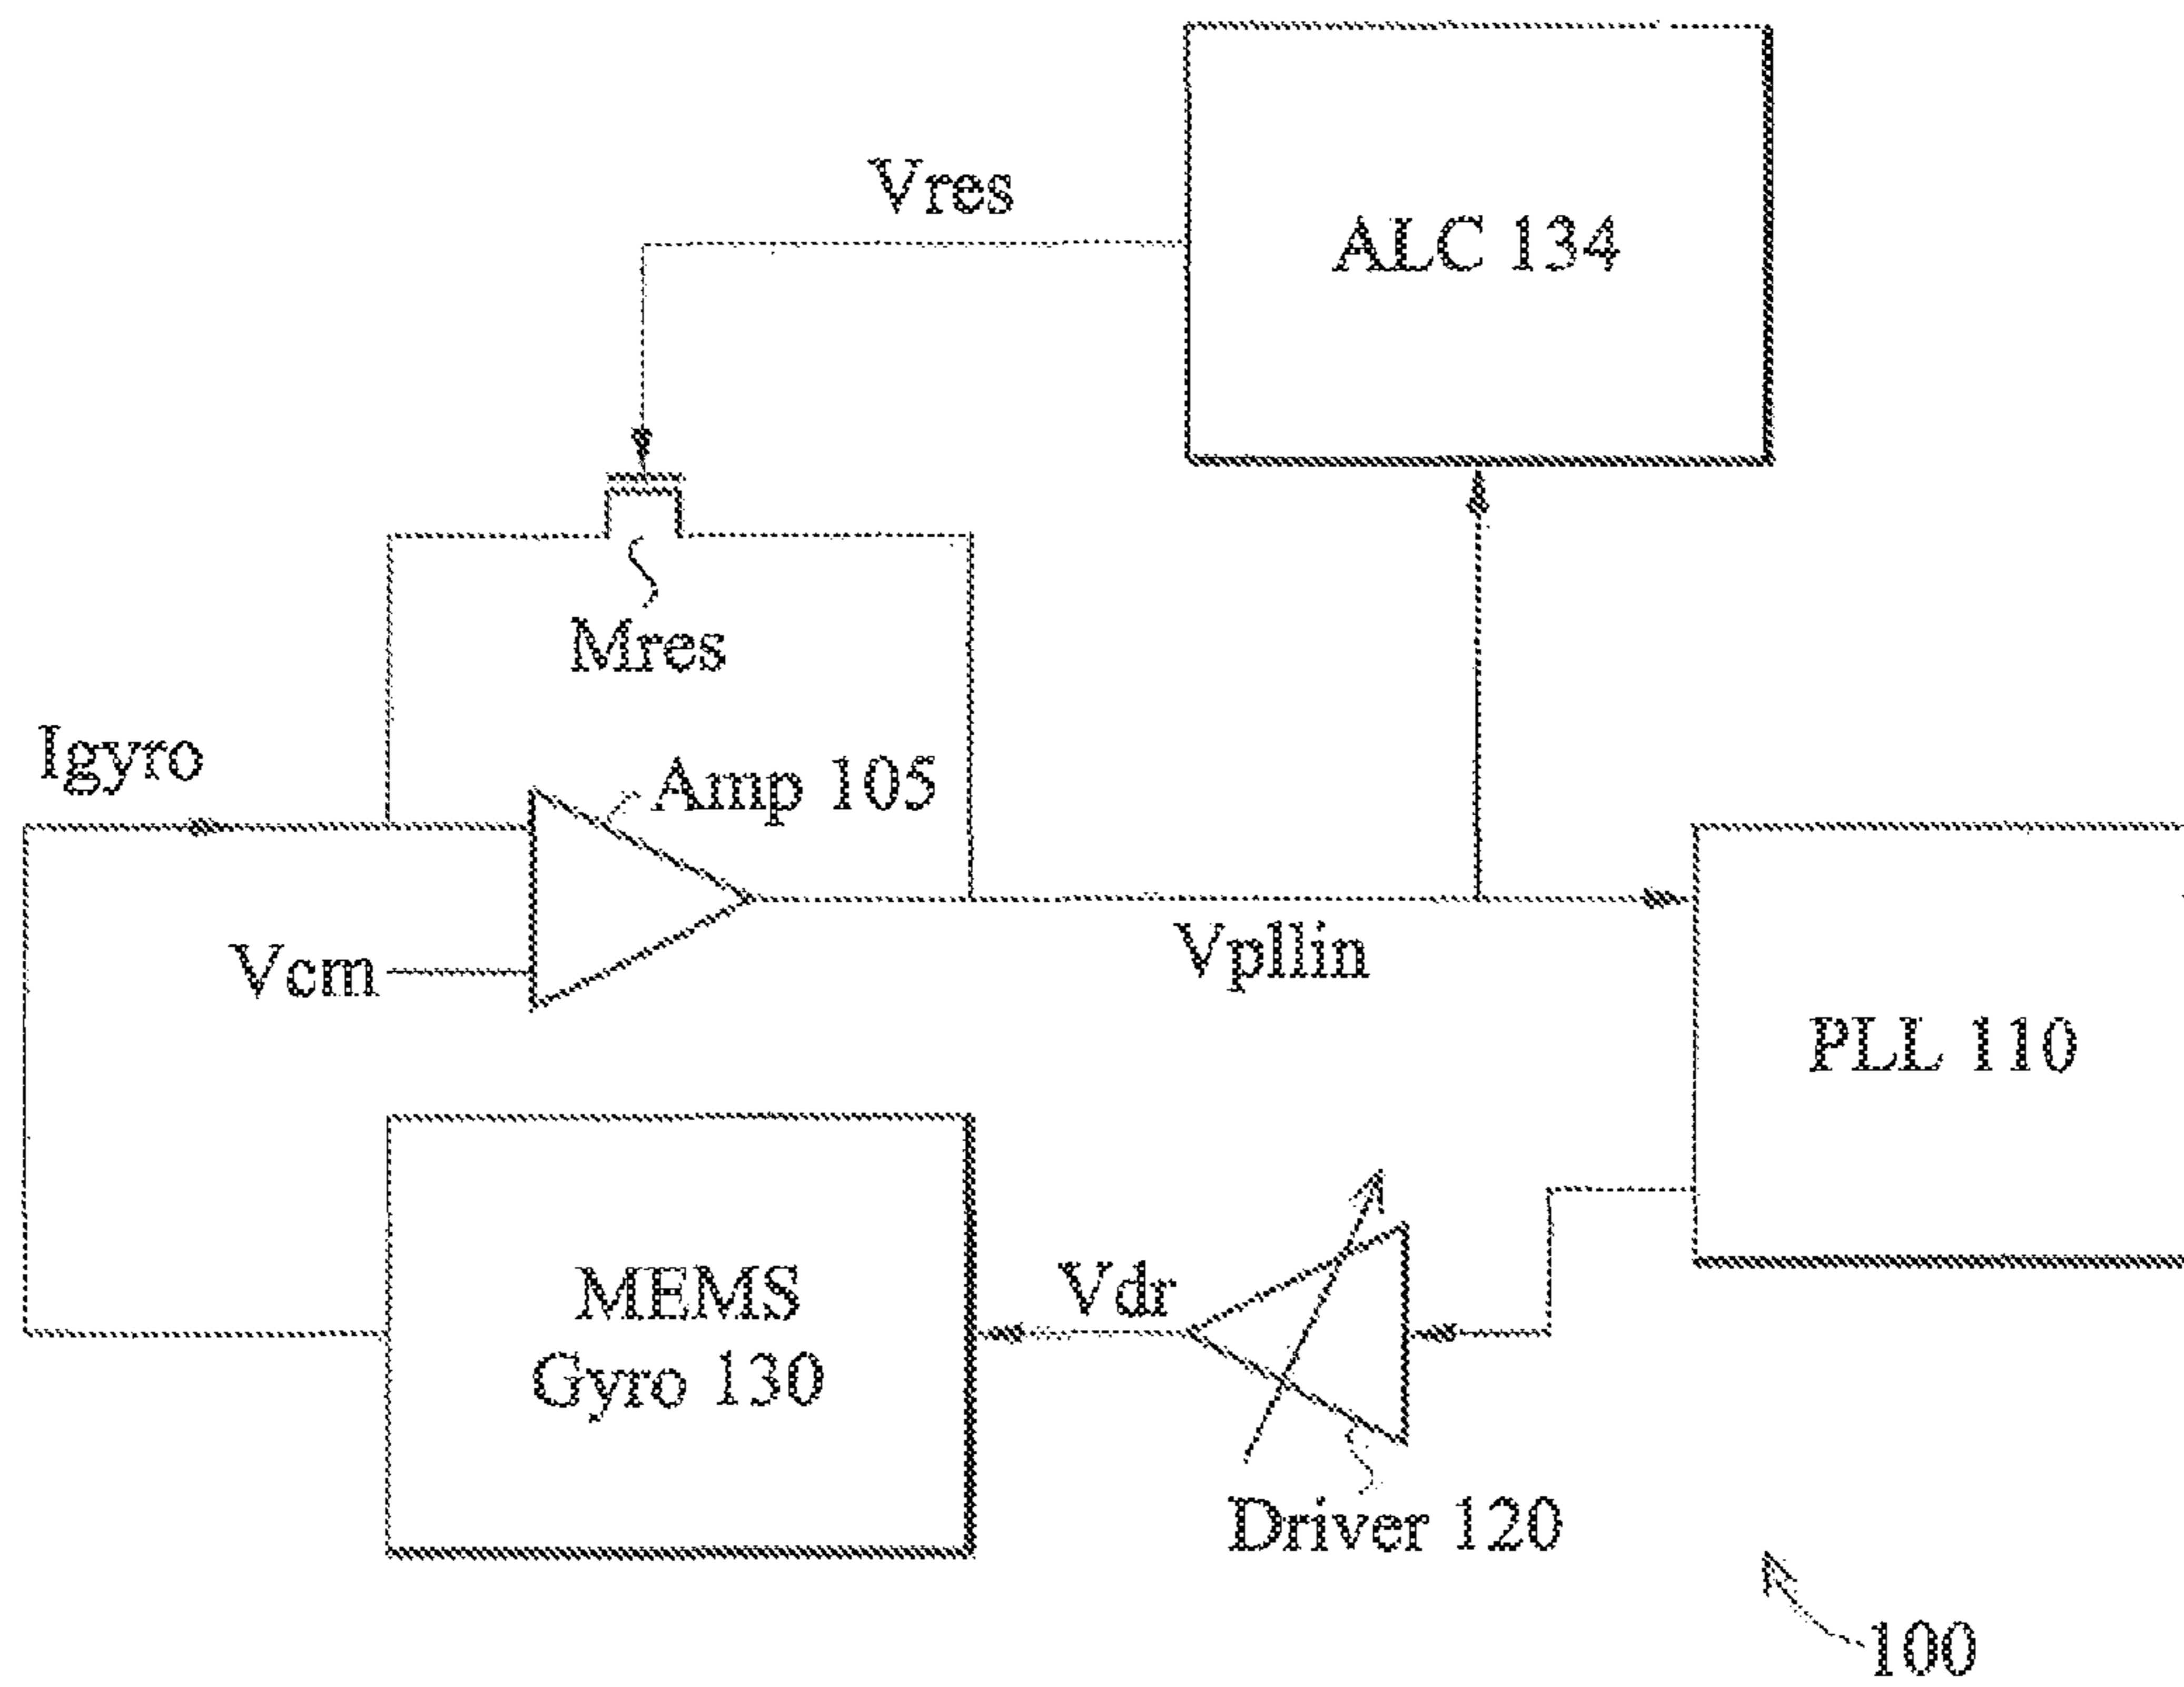 Vres
ALC 134
Mres
Igyro
Amp 105
Vcm
Vpllin
PLL 110
MEMS
Gyro 130
Vdr
Driver 120
100